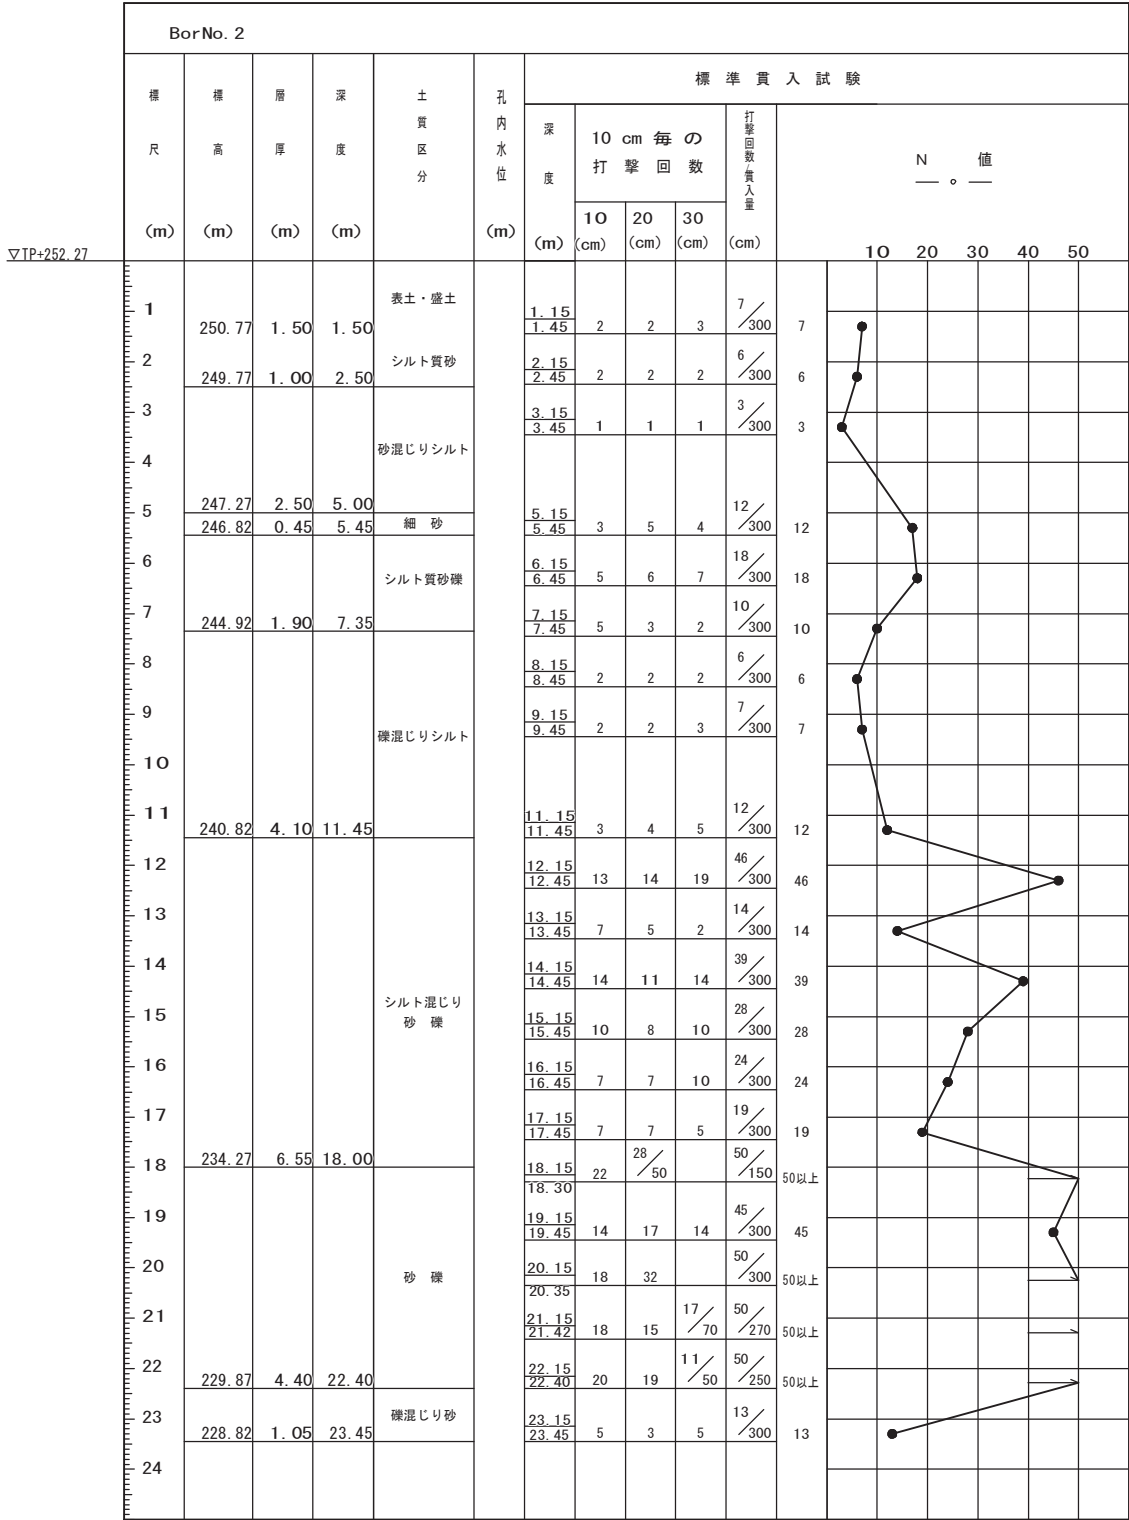 BorNo. 2
標尺 (m) 標高 (m) 層厚 (m) 深度 (m) 土質区分 孔内水位 (m) 標準貫入試験
深度 (m) 10 cm 毎の打撃回数 打撃回数/貫入量 (cm) N 値
10 (cm) 20 (cm) 30 (cm)
10 20 30 40 50
▽TP+252.27
表土・盛土
1 1.15 7/300
250.77 1.50 1.50 1.45 2 2 3 7
2 シルト質砂 2.15 6/300
249.77 1.00 2.50 2.45 2 2 2 6
3 3.15 3/300
3.45 1 1 1 3
砂混じりシルト
4
247.27 2.50 5.00
5 5.15 12/300
246.82 0.45 5.45 細 砂 5.45 3 5 4 12
6 6.15 18/300
シルト質砂礫 6.45 5 6 7 18
7 7.15 10/300
244.92 1.90 7.35 7.45 5 3 2 10
8 8.15 6/300
8.45 2 2 2 6
9 9.15 7/300
礫混じりシルト 9.45 2 2 3 7
10
11 11.15 12/300
240.82 4.10 11.45 11.45 3 4 5 12
12 12.15 46/300
12.45 13 14 19 46
13 13.15 14/300
13.45 7 5 2 14
14 14.15 39/300
14.45 14 11 14 39
シルト混じり
15 砂 礫 15.15 28/300
15.45 10 8 10 28
16 16.15 24/300
16.45 7 7 10 24
17 17.15 19/300
17.45 7 7 5 19
234.27 6.55 18.00
18 18.15 22 28/50 50/150 50以上
18.30
19 19.15 45/300
19.45 14 17 14 45
20 砂 礫 20.15 18 32 50/300 50以上
20.35
21 21.15 17/70 50/270
21.42 18 15 50以上
22 22.15 11/50 50/250
229.87 4.40 22.40 22.40 20 19 50以上
23 礫混じり砂 23.15 13/300
228.82 1.05 23.45 23.45 5 3 5 13
24